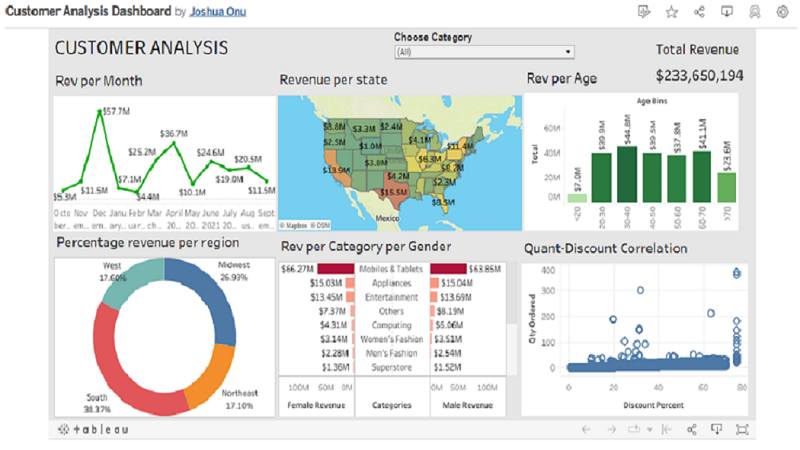 Customer Analysis Dashboard by Joshua Onu
CUSTOMER ANALYSIS
Choose Category
(All)
Total Revenue
$233,650,194
Rev per Month
$5.3M
$11.5M
$57.7M
$7.1M
$4.4M
$25.2M
$36.7M
$10.1M
$24.6M
$19.0M
$20.5M
$11.5M
Octo Nov Dec Janu Febr Mar April May June July Aug Sept
ber.. em.. em.. ary.. uar.. ch.. 20.. 20.. 2021 20.. us.. em..
Revenue per state
$8.8M
$3.3M
$2.4M
$2.5M
$1.0M
$4.1M
$11.4M
$3.8M
$6.3M
$13.9M
$4.2M
$2.3M
$15.5M
$8.5M
Mexico
© Mapbox © OSM
Rev per Age
Age Bins
Total
60M
40M
20M
0M
$7.0M
$39.9M
$44.8M
$39.5M
$37.8M
$41.1M
$23.6M
<20
20-30
30-40
40-50
50-60
60-70
>70
Percentage revenue per region
West
17.60%
Midwest
26.93%
South
38.37%
Northeast
17.10%
Rev per Category per Gender
$66.27M Mobiles & Tablets $63.85M
$15.03M Appliances $15.04M
$13.45M Entertainment $13.69M
$7.37M Others $8.19M
$4.31M Computing $5.06M
$3.14M Women's Fashion $3.51M
$2.28M Men's Fashion $2.54M
$1.36M Superstore $1.52M
100M 50M 0M 0M 50M 100M
Female Revenue Categories Male Revenue
Quant-Discount Correlation
Qty Ordered
400
300
200
100
0
0 20 40 60 80
Discount Percent
+ a b l e a u